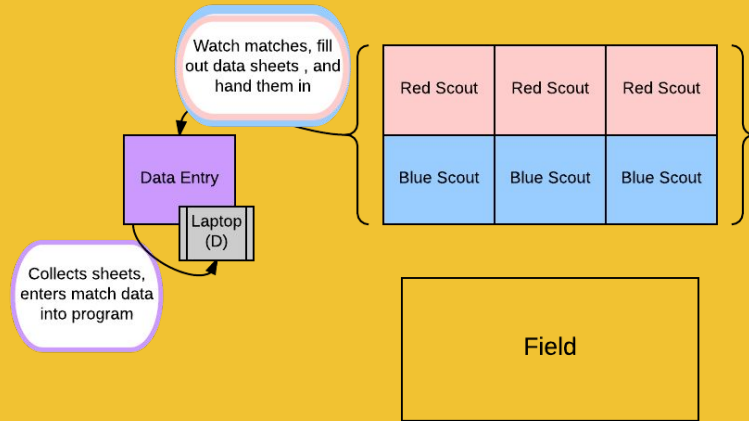 Watch matches, fill
out data sheets , and
hand them in
Red Scout
Red Scout
Red Scout
Blue Scout
Blue Scout
Blue Scout
Data Entry
Laptop
(D)
Collects sheets,
enters match data
into program
Field